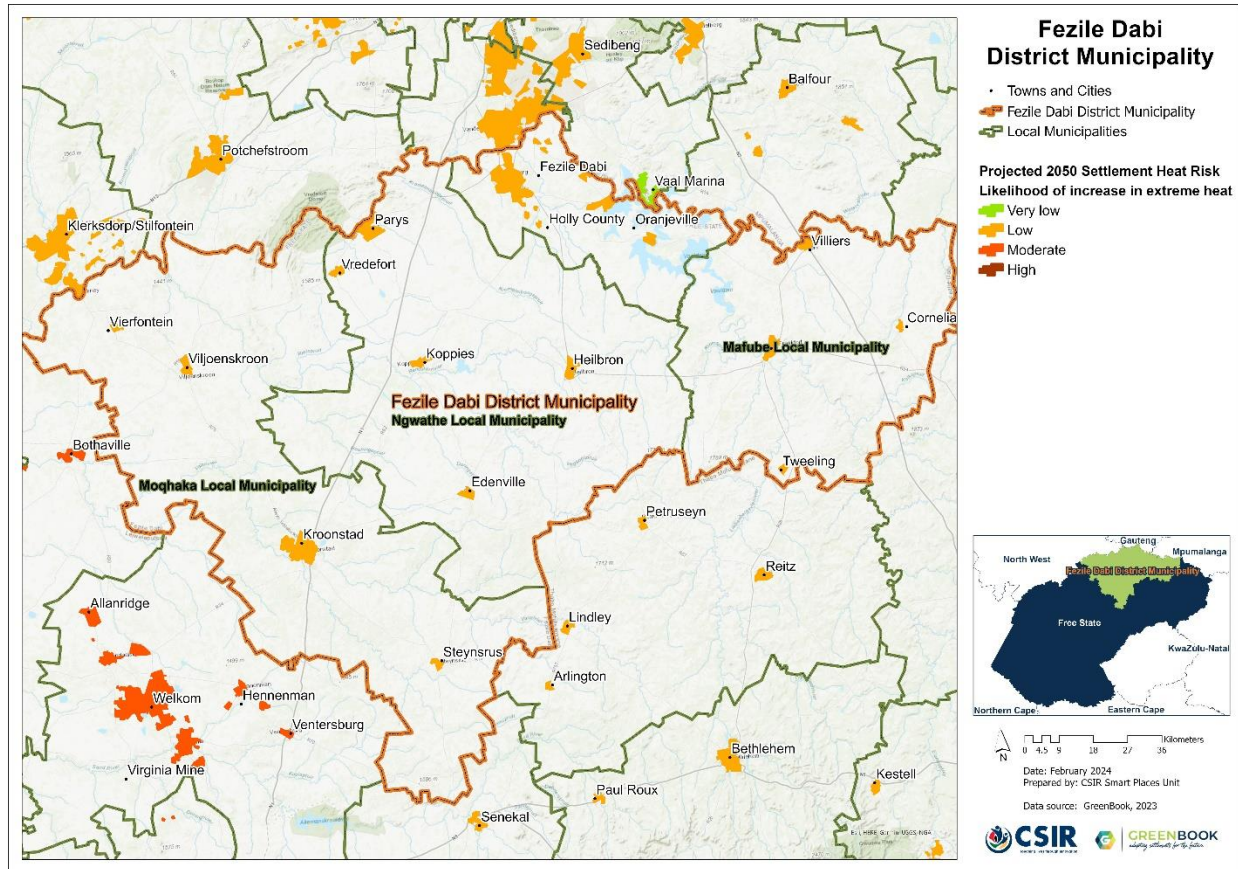 Fezile Dabi
District Municipality
Towns and Cities
Fezile Dabi District Municipality
Local Municipalities
Projected 2050 Settlement Heat Risk
Likelihood of increase in extreme heat
Very low
Low
Moderate
High
Sedibeng
Balfour
Potchefstroom
Fezile Dabi
Vaal Marina
Klerksdorp/Stilfontein
Parys
Holly County
Oranjeville
Villiers
Vredefort
Vierfontein
Cornelia
Viljoenskroon
Koppies
Heilbron
Mafube Local Municipality
Fezile Dabi District Municipality
Ngwathe Local Municipality
Bothaville
Tweeling
Moqhaka Local Municipality
Edenville
Petruseyn
Kroonstad
Reitz
Allanridge
Lindley
Steynsrus
Arlington
Welkom
Hennenman
Ventersburg
Virginia Mine
Bethlehem
Kestell
Paul Roux
Senekal
Gauteng
North West
Mpumalanga
Fezile Dabi District Municipality
Free State
KwaZulu-Natal
Northern Cape
Eastern Cape
N
Kilometers
0 4.5 9 18 27 36
Date: February 2024
Prepared by: CSIR Smart Places Unit
Data source: GreenBook, 2023
CSIR
GREENBOOK
adapting settlements for the future